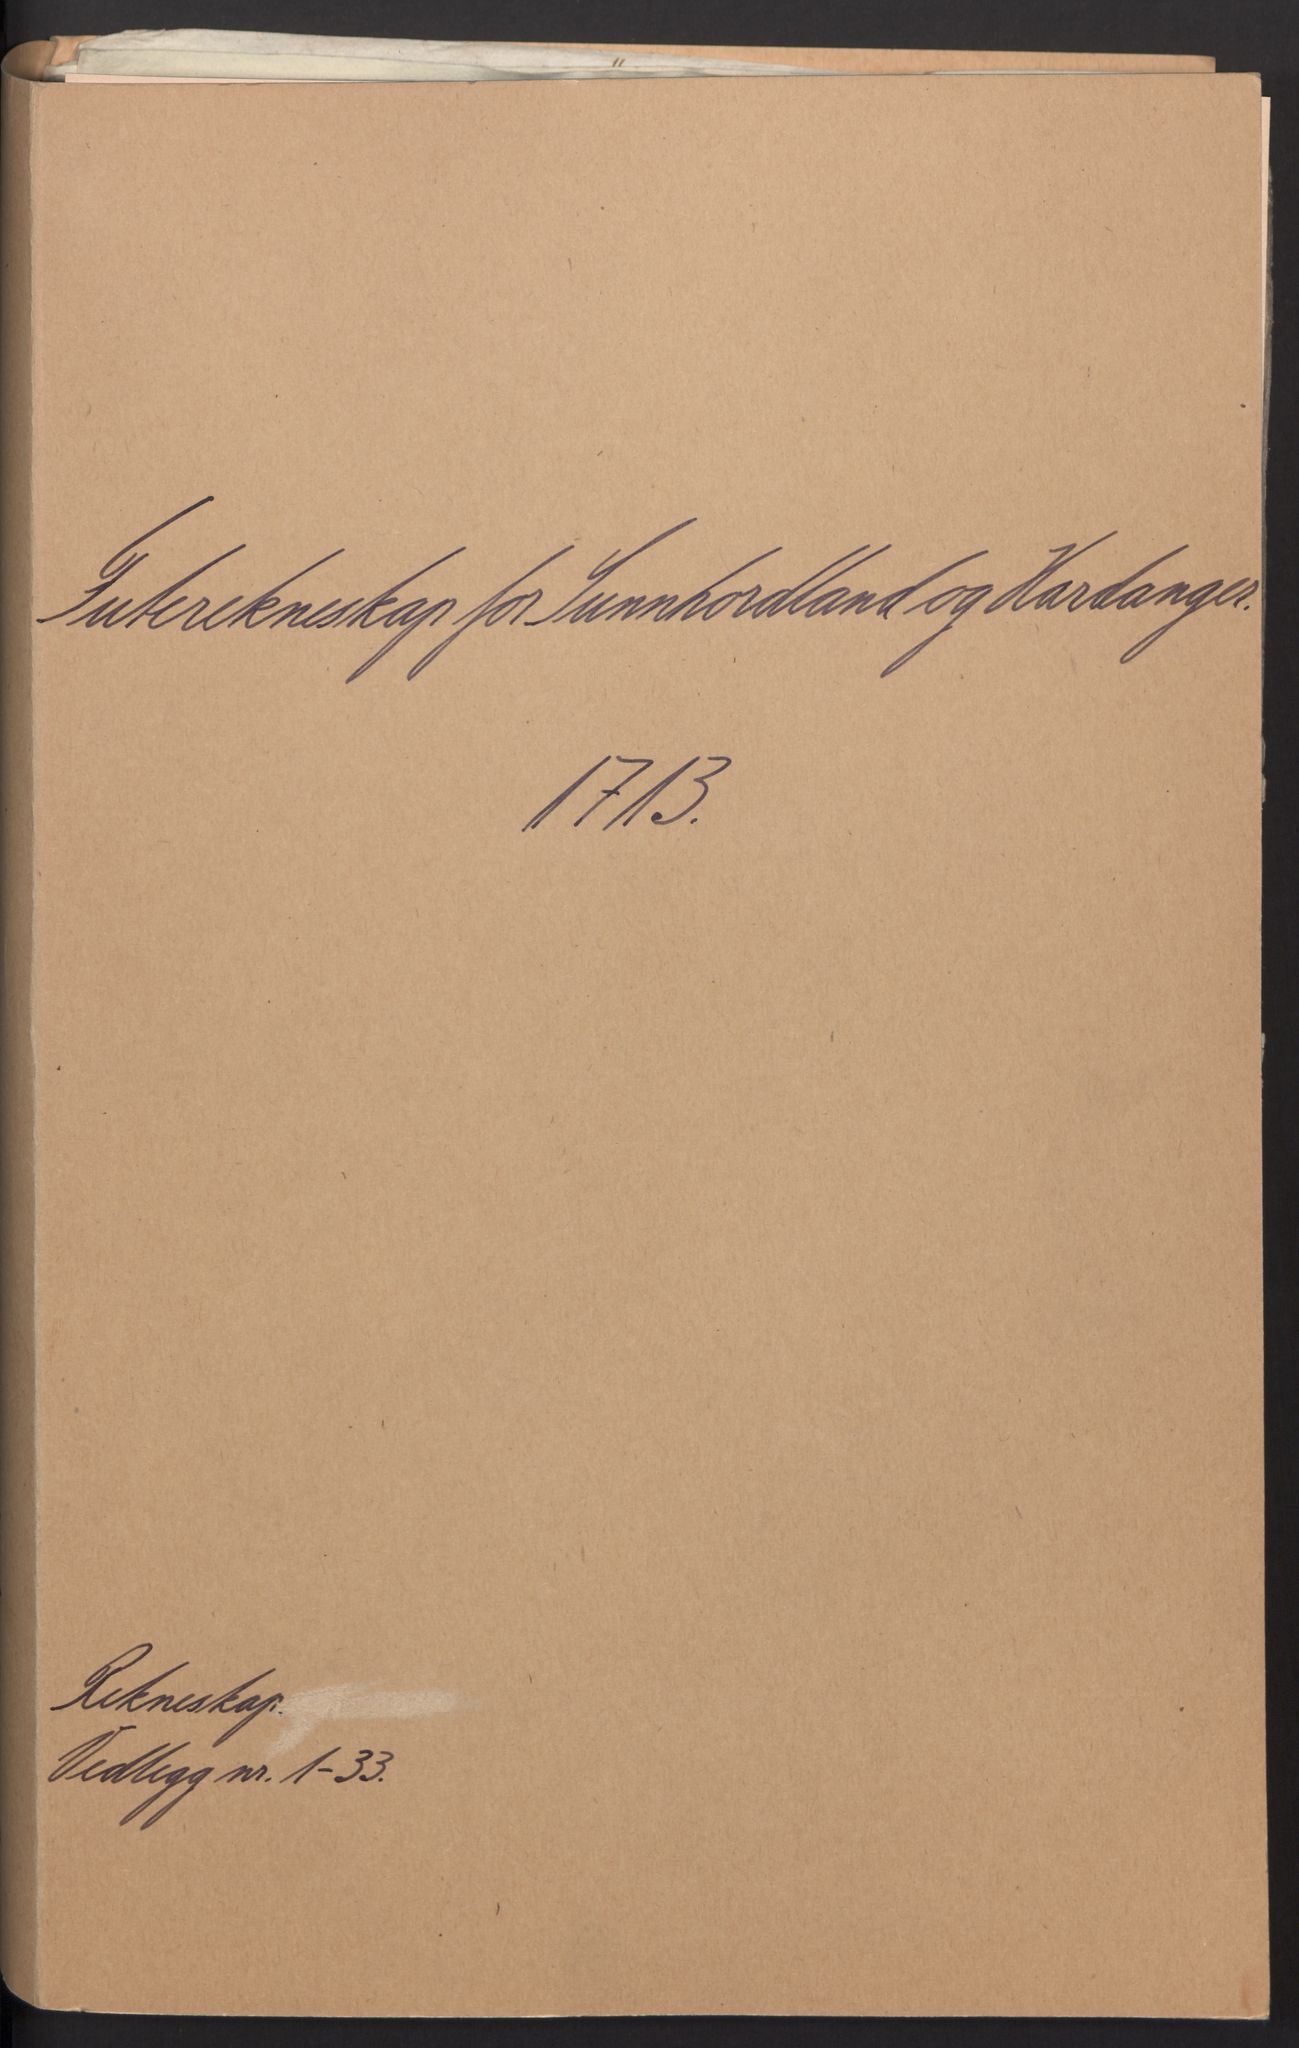 Futerekneskap for Sunnhordland og Hardanger.
1713.
Rekneskap.
Vedlegg nr. 1-33.